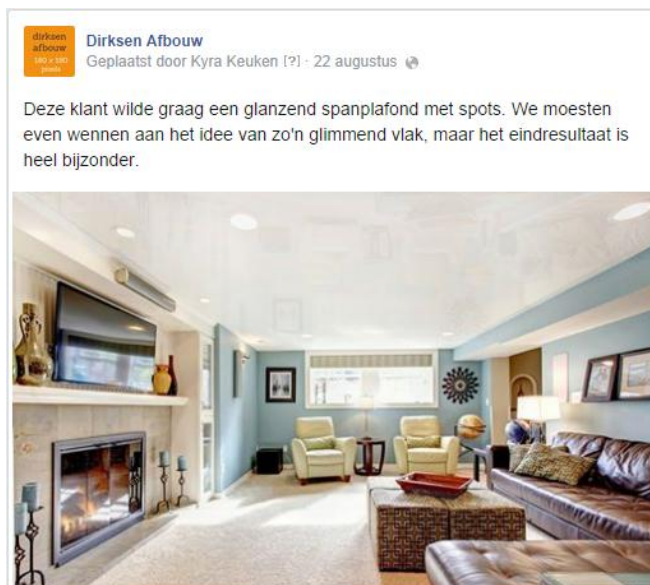 dirksen
afbouw
180 x 180
pixels
Dirksen Afbouw
Geplaatst door Kyra Keuken [?] · 22 augustus
Deze klant wilde graag een glanzend spanplafond met spots. We moesten
even wennen aan het idee van zo'n glimmend vlak, maar het eindresultaat is
heel bijzonder.